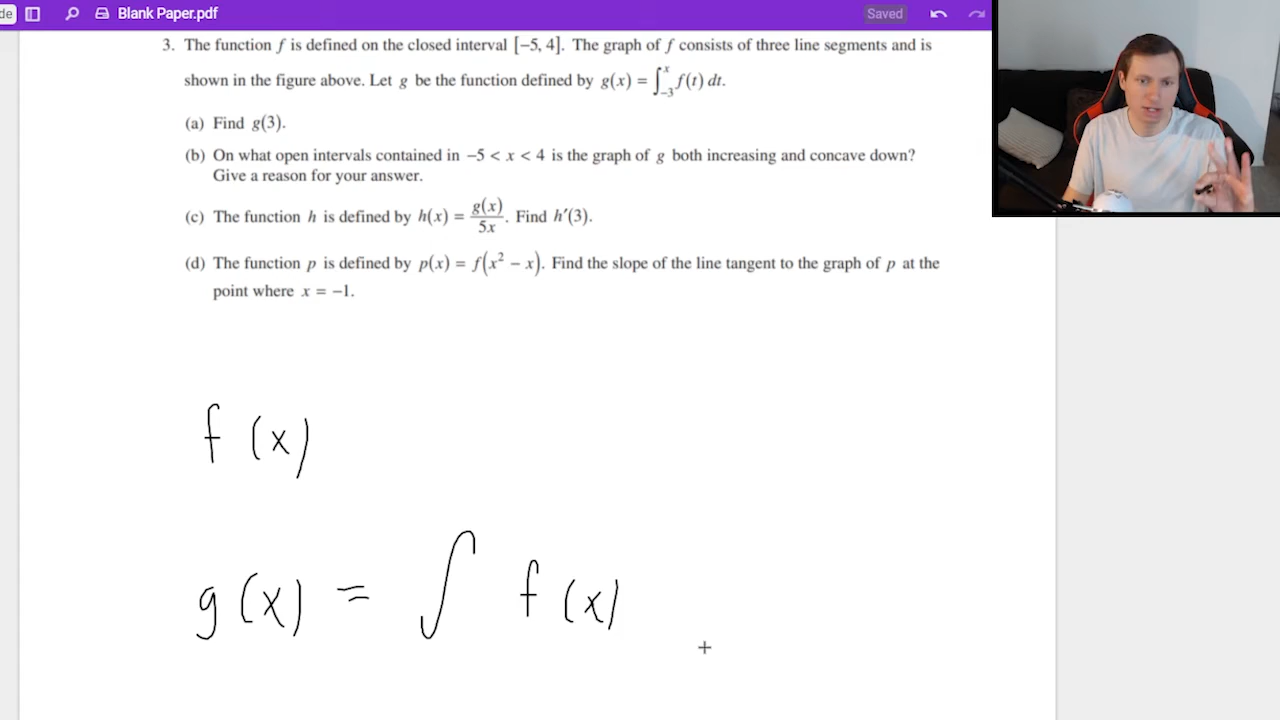 de Blank Paper.pdf Saved
3. The function f is defined on the closed interval [−5, 4]. The graph of f consists of three line segments and is
shown in the figure above. Let g be the function defined by g(x) = ∫_{−3}^{x} f(t) dt.
(a) Find g(3).
(b) On what open intervals contained in −5 < x < 4 is the graph of g both increasing and concave down?
Give a reason for your answer.
(c) The function h is defined by h(x) = g(x)/5x. Find h′(3).
(d) The function p is defined by p(x) = f(x² − x). Find the slope of the line tangent to the graph of p at the
point where x = −1.
f (x)
g (x) = ∫ f (x)